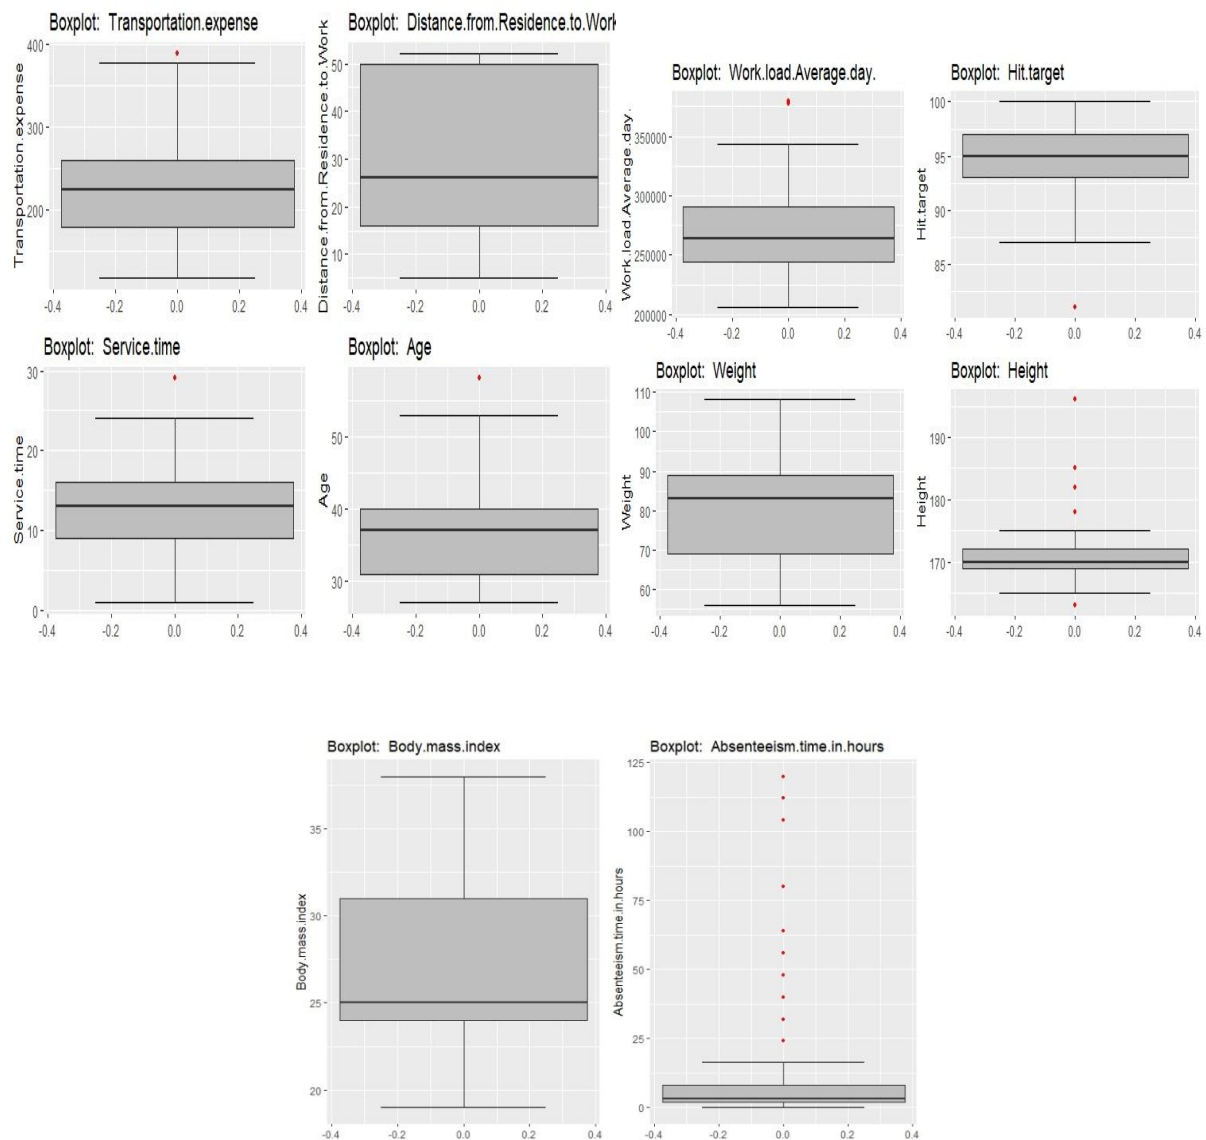 Boxplot: Transportation.expense
Transportation.expense
400
300
200
-0.4 -0.2 0.0 0.2 0.4
Boxplot: Distance.from.Residence.to.Work
Distance.from.Residence.to.Work
50
40
30
20
10
-0.4 -0.2 0.0 0.2 0.4
Boxplot: Work.load.Average.day.
Work.load.Average.day.
350000
300000
250000
200000
-0.4 -0.2 0.0 0.2 0.4
Boxplot: Hit.target
Hit.target
100
95
90
85
-0.4 -0.2 0.0 0.2 0.4
Boxplot: Service.time
Service.time
30
20
10
0
-0.4 -0.2 0.0 0.2 0.4
Boxplot: Age
Age
50
40
30
-0.4 -0.2 0.0 0.2 0.4
Boxplot: Weight
Weight
110
100
90
80
70
60
-0.4 -0.2 0.0 0.2 0.4
Boxplot: Height
Height
190
180
170
-0.4 -0.2 0.0 0.2 0.4
Boxplot: Body.mass.index
Body.mass.index
35
30
25
20
-0.4 -0.2 0.0 0.2 0.4
Boxplot: Absenteeism.time.in.hours
Absenteeism.time.in.hours
125
100
75
50
25
0
-0.4 -0.2 0.0 0.2 0.4